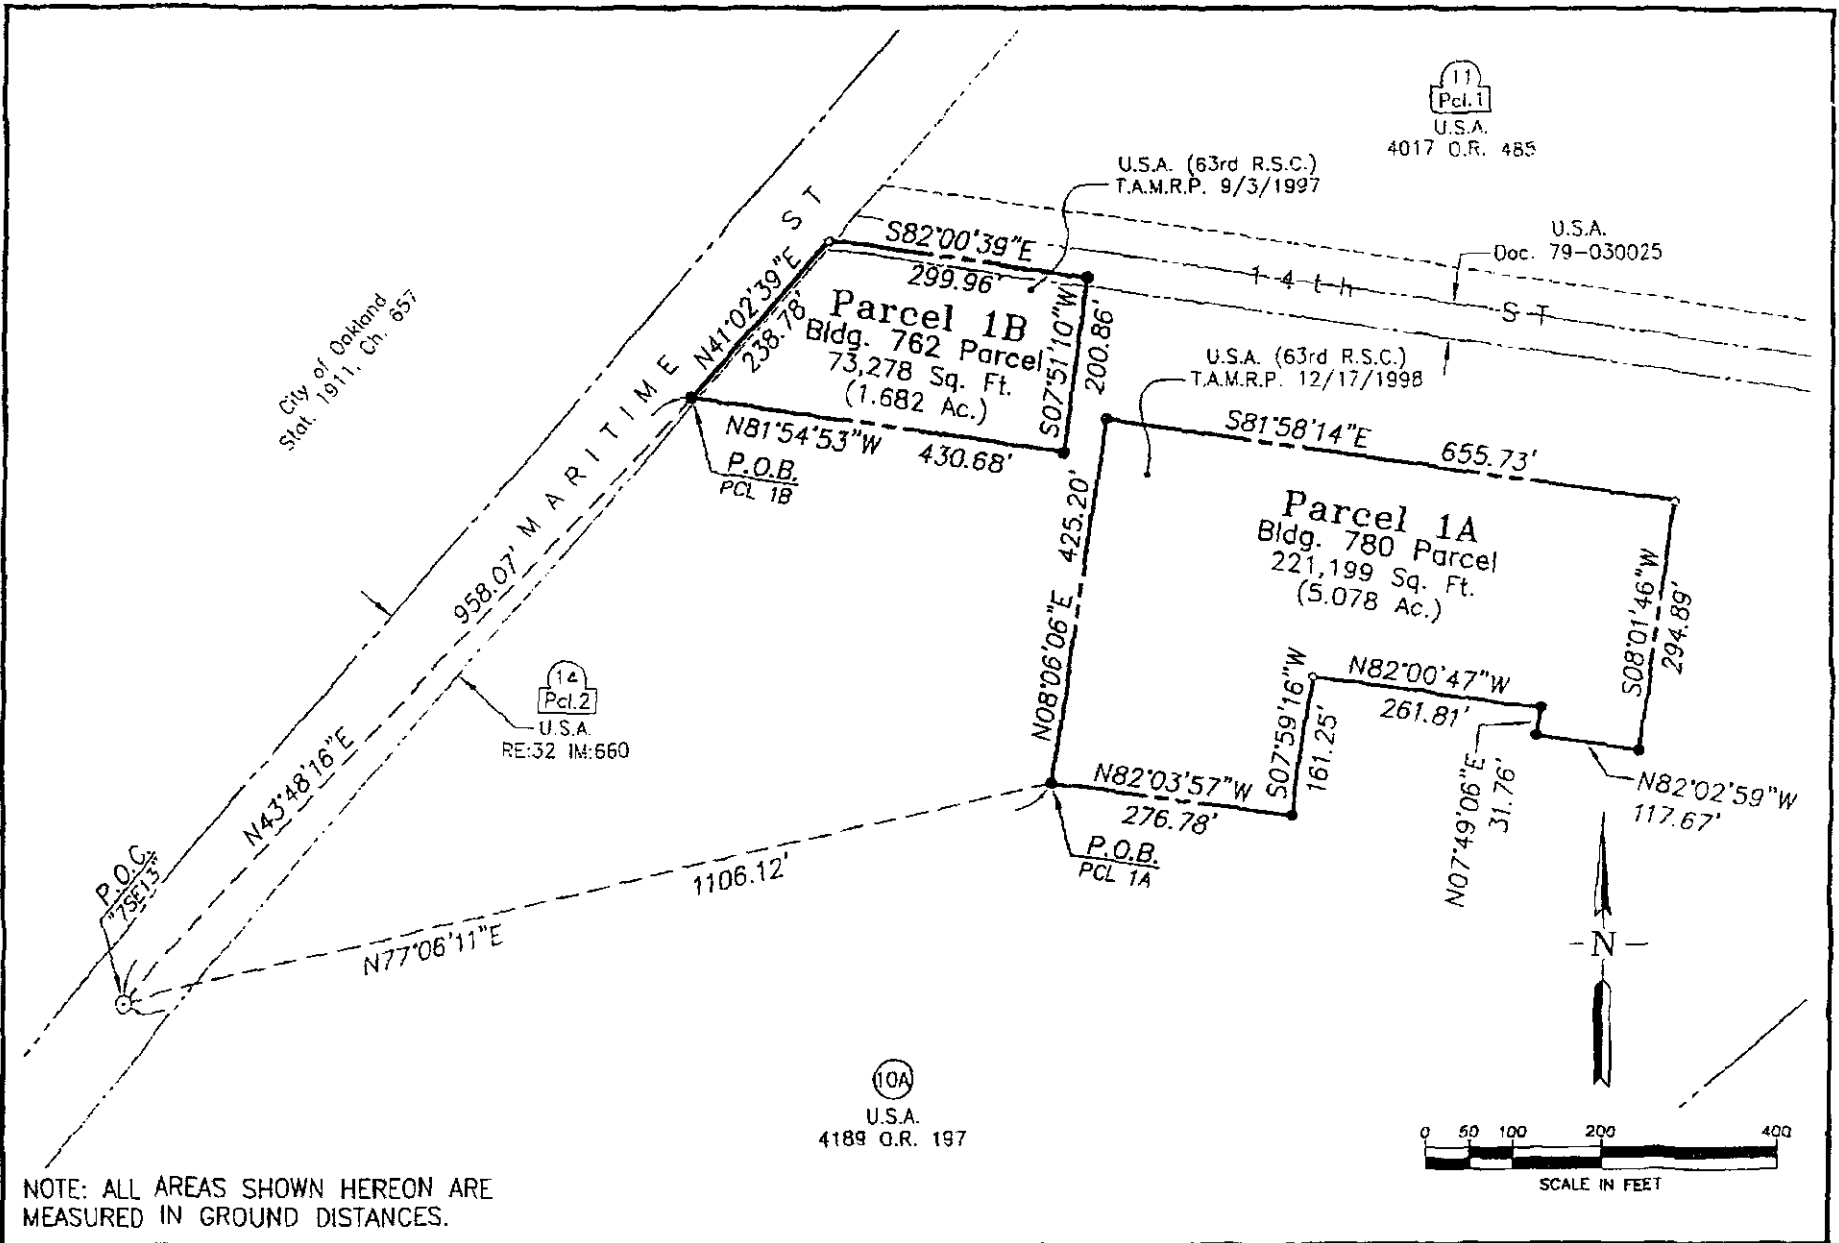 11
Pcl.1
U.S.A.
4017 O.R. 485
U.S.A. (63rd R.S.C.)
T.A.M.R.P. 9/3/1997
U.S.A.
Doc. 79-030025
14th ST
City of Oakland
Stat. 1911, Ch. 657
MARITIME ST
N41°02'39"E
238.78'
S82°00'39"E
299.96'
Parcel 1B
Bldg. 762 Parcel
73,278 Sq. Ft.
(1.682 Ac.)
S07°51'10"W
200.86'
N81°54'53"W 430.68'
P.O.B.
PCL 1B
U.S.A. (63rd R.S.C.)
T.A.M.R.P. 12/17/1998
S81°58'14"E 655.73'
Parcel 1A
Bldg. 780 Parcel
221,199 Sq. Ft.
(5.078 Ac.)
N08°06'06"E 425.20'
S08°01'46"W
294.89'
N82°00'47"W
261.81'
S07°59'16"W
161.25'
N07°49'06"E
31.76'
N82°02'59"W
117.67'
N82°03'57"W
276.78'
P.O.B.
PCL 1A
958.07'
N43°48'16"E
14
Pcl.2
U.S.A.
RE:32 IM:660
P.O.C.
"7SE13"
N77°06'11"E
1106.12'
N
10A
U.S.A.
4189 O.R. 197
0 50 100 200 400
SCALE IN FEET
NOTE: ALL AREAS SHOWN HEREON ARE
MEASURED IN GROUND DISTANCES.